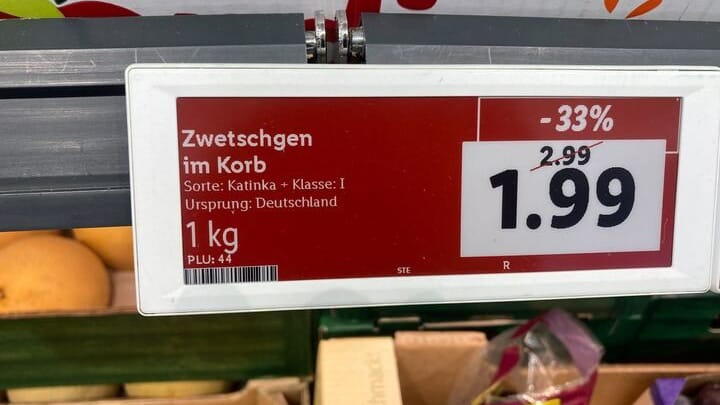 Zwetschgen
im Korb
Sorte: Katinka + Klasse: I
Ursprung: Deutschland
1 kg
PLU: 44
-33%
2.99
1.99
STE
R